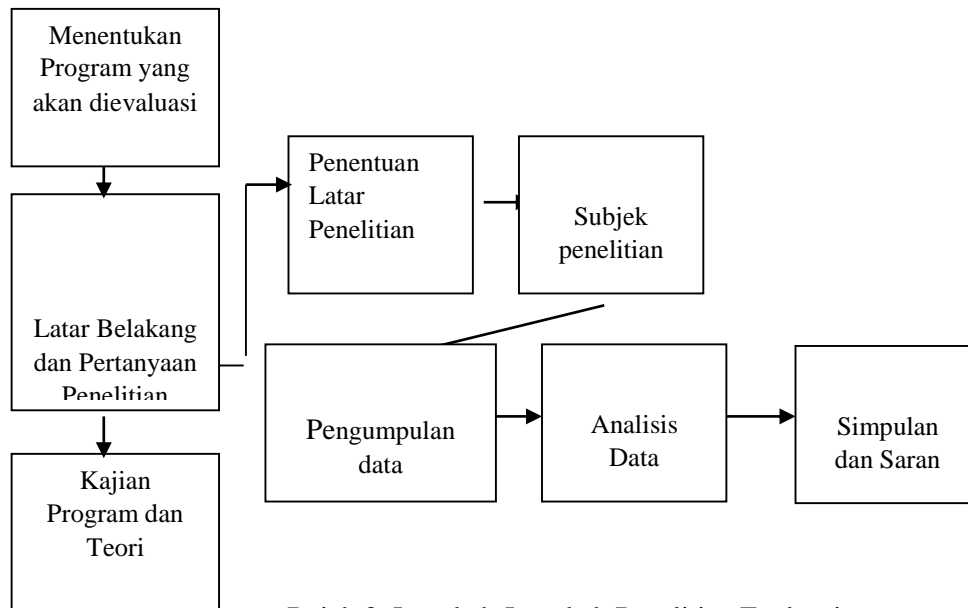 Menentukan
Program yang
akan dievaluasi
Latar Belakang
dan Pertanyaan
Penelitian
Kajian
Program dan
Teori
Penentuan
Latar
Penelitian
Subjek
penelitian
Pengumpulan
data
Analisis
Data
Simpulan
dan Saran